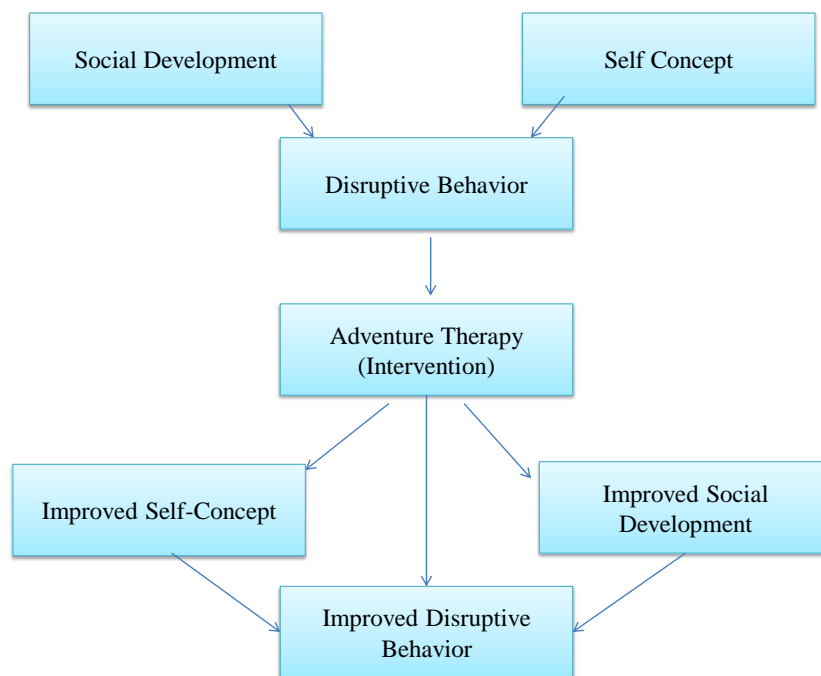 Social Development
Self Concept
Disruptive Behavior
Adventure Therapy
(Intervention)
Improved Self-Concept
Improved Social
Development
Improved Disruptive
Behavior